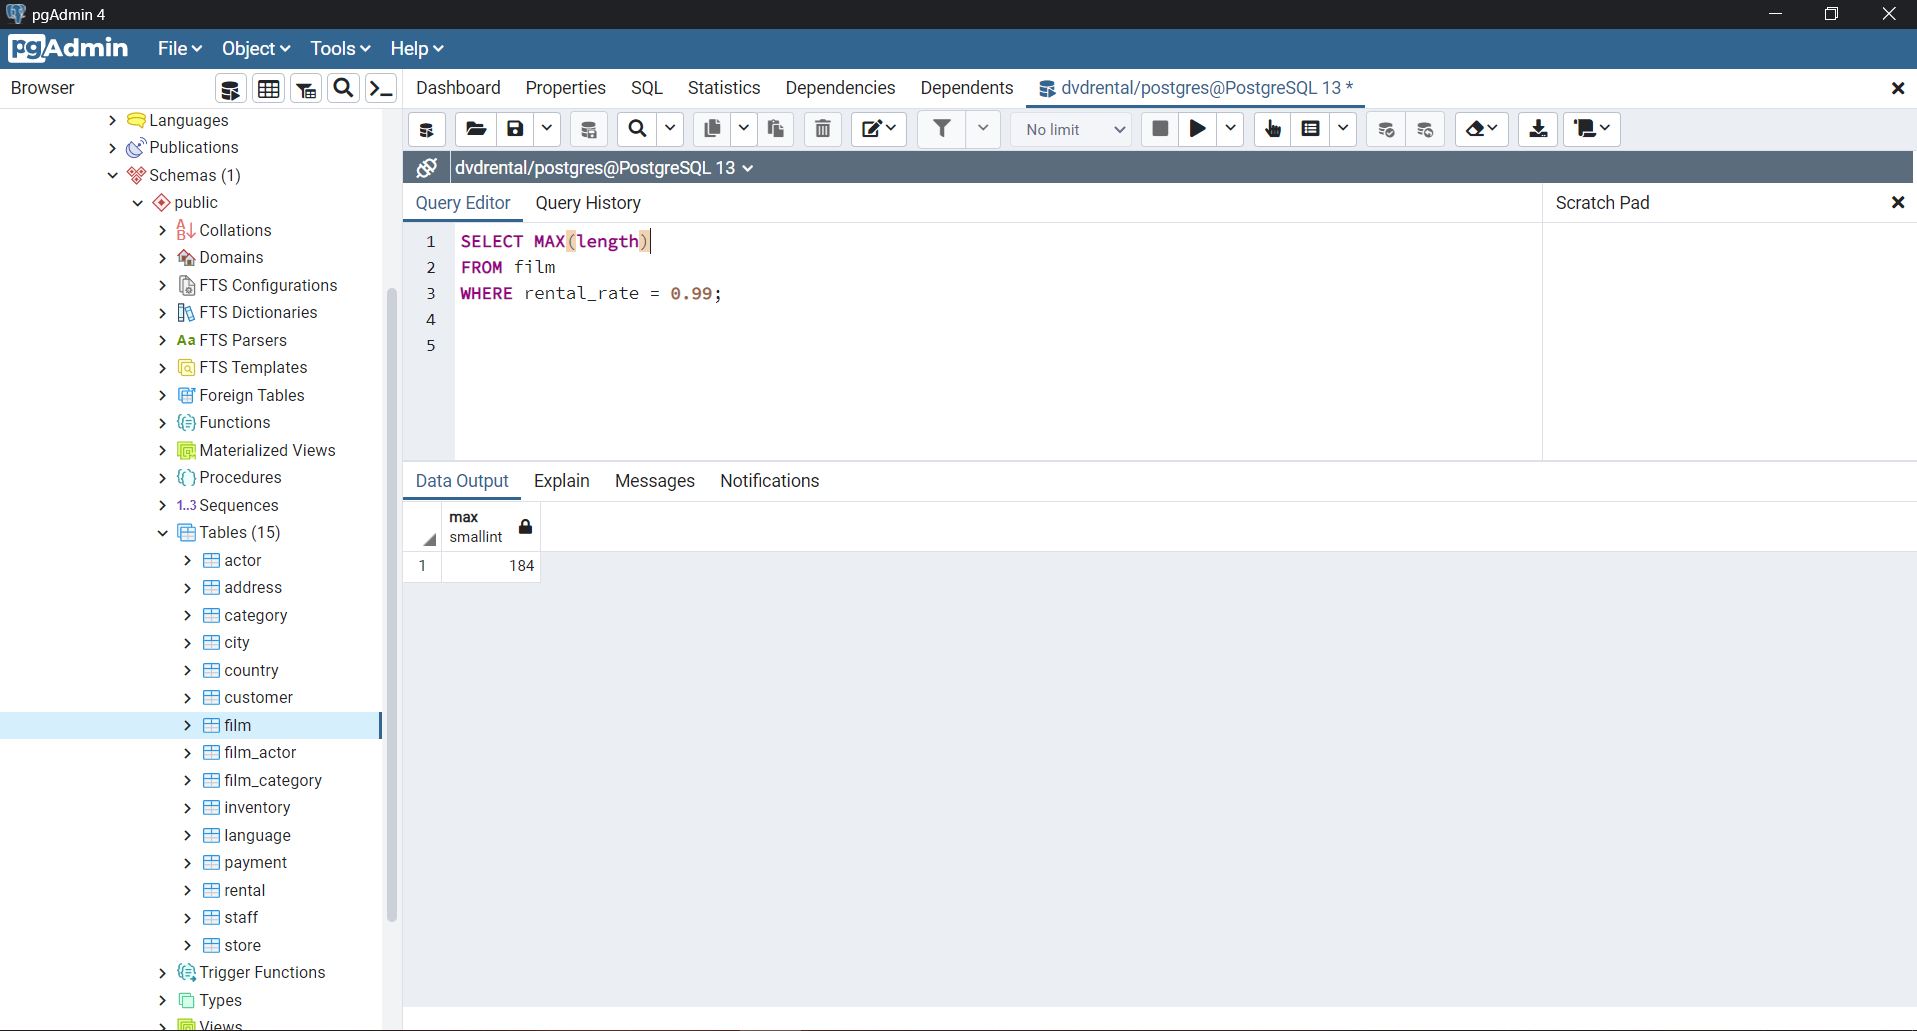 pgAdmin 4
pgAdmin File Object Tools Help
Browser
Dashboard Properties SQL Statistics Dependencies Dependents dvdrental/postgres@PostgreSQL 13 *
No limit
dvdrental/postgres@PostgreSQL 13
Query Editor Query History
Scratch Pad
1 SELECT MAX(length)
2 FROM film
3 WHERE rental_rate = 0.99;
4
5
Data Output Explain Messages Notifications
max
smallint
1 184
Languages
Publications
Schemas (1)
public
Collations
Domains
FTS Configurations
FTS Dictionaries
Aa FTS Parsers
FTS Templates
Foreign Tables
Functions
Materialized Views
Procedures
1..3 Sequences
Tables (15)
actor
address
category
city
country
customer
film
film_actor
film_category
inventory
language
payment
rental
staff
store
Trigger Functions
Types
Views